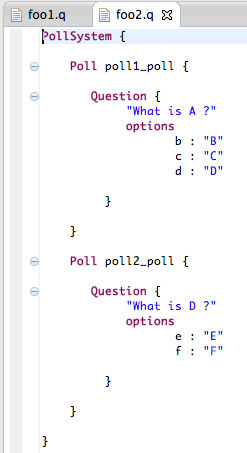 foo1.q foo2.q
PollSystem {
Poll poll1_poll {
Question {
"What is A ?"
options
b : "B"
c : "C"
d : "D"
}
}
Poll poll2_poll {
Question {
"What is D ?"
options
e : "E"
f : "F"
}
}
}